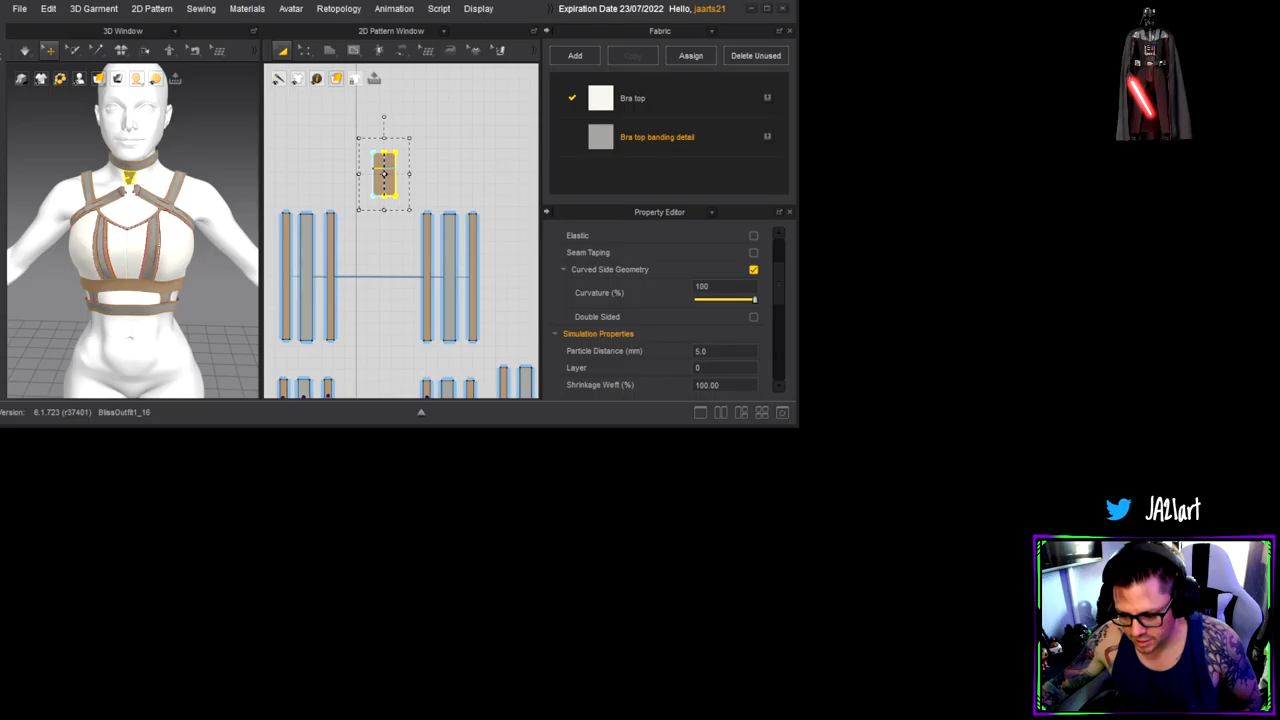 File Edit 3D Garment 2D Pattern Sewing Materials Avatar Retopology Animation Script Display Expiration Date 23/07/2022 Hello, jaarts21
3D Window 2D Pattern Window Fabric
Add Copy Assign Delete Unused
Bra top
Bra top banding detail
Property Editor
Elastic
Seam Taping
Curved Side Geometry
Curvature (%) 100
Double Sided
Simulation Properties
Particle Distance (mm) 5.0
Layer 0
Shrinkage Weft (%) 100.00
Version: 6.1.723 (r37401) BlissOutfit1_16
JA21art